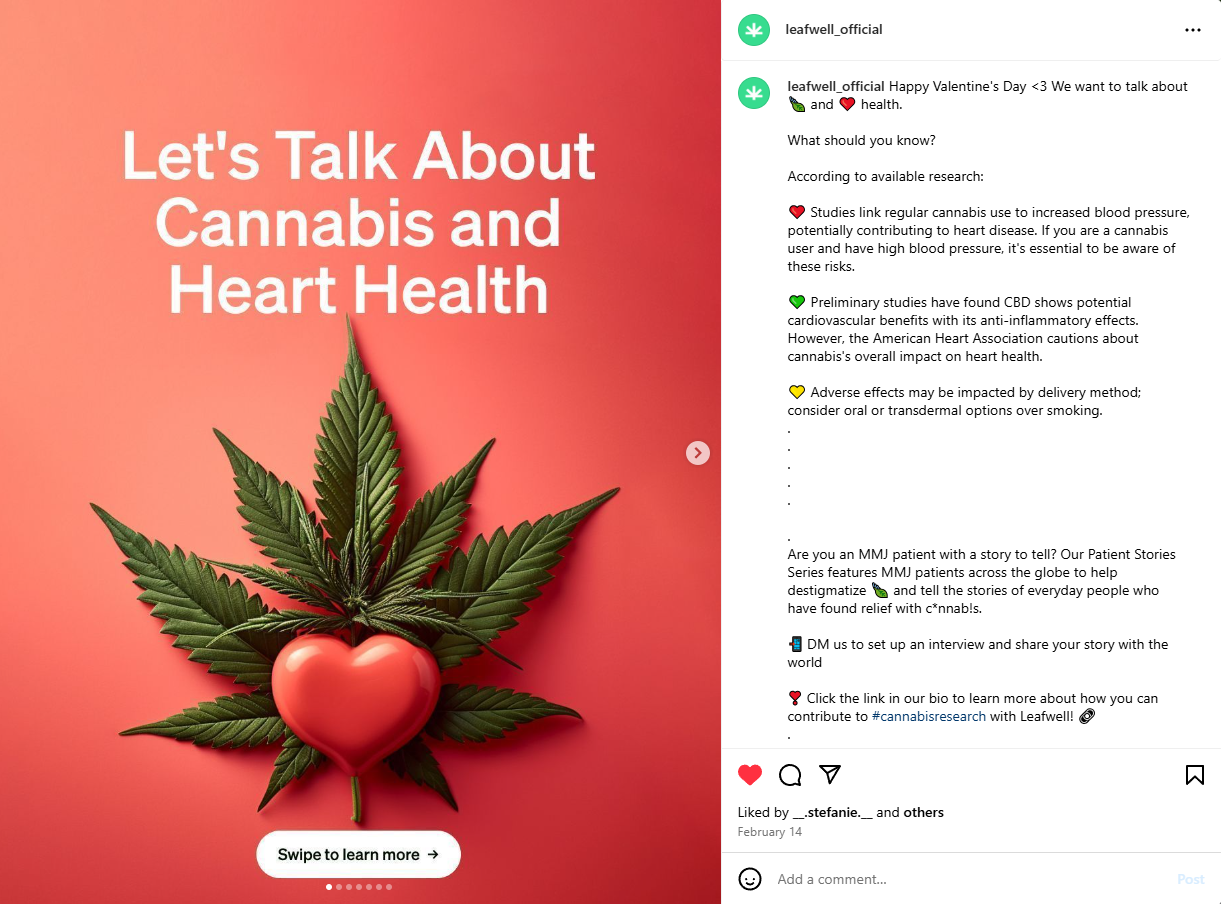 Let's Talk About
Cannabis and
Heart Health
Swipe to learn more →
leafwell_official
leafwell_official Happy Valentine's Day <3 We want to talk about
🌿 and ❤️ health.
What should you know?
According to available research:
❤️ Studies link regular cannabis use to increased blood pressure,
potentially contributing to heart disease. If you are a cannabis
user and have high blood pressure, it's essential to be aware of
these risks.
💚 Preliminary studies have found CBD shows potential
cardiovascular benefits with its anti-inflammatory effects.
However, the American Heart Association cautions about
cannabis's overall impact on heart health.
💛 Adverse effects may be impacted by delivery method;
consider oral or transdermal options over smoking.
.
.
.
.
.
.
Are you an MMJ patient with a story to tell? Our Patient Stories
Series features MMJ patients across the globe to help
destigmatize 🌿 and tell the stories of everyday people who
have found relief with c*nnab!s.
📲 DM us to set up an interview and share your story with the
world
❣️ Click the link in our bio to learn more about how you can
contribute to #cannabisresearch with Leafwell! 🔗
.
Liked by __.stefanie.__ and others
February 14
Add a comment...
Post